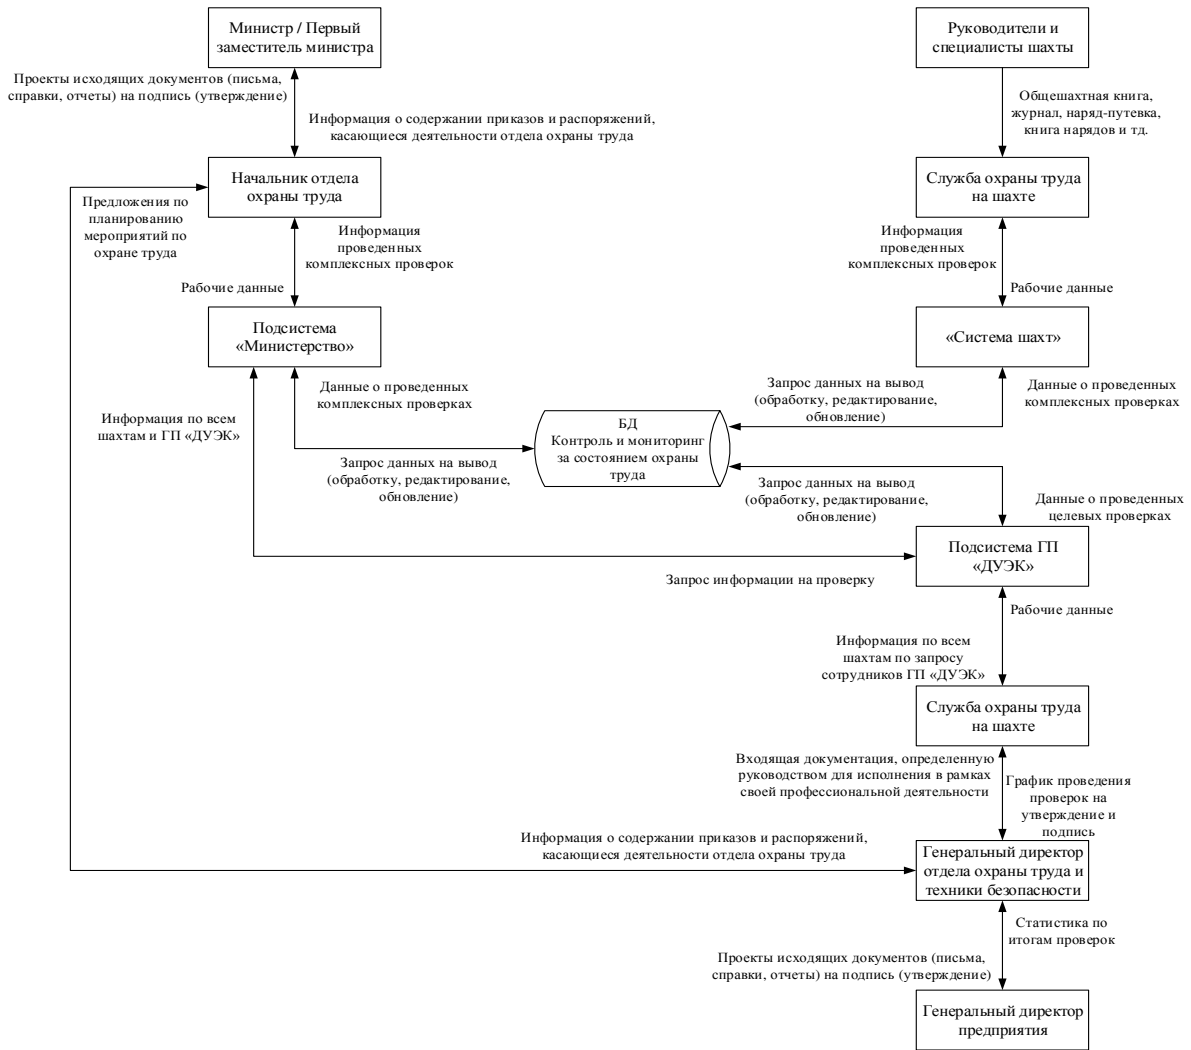 Министр / Первый
заместитель министра
Руководители и
специалисты шахты
Проекты исходящих документов (письма,
справки, отчеты) на подпись (утверждение)
Информация о содержании приказов и распоряжений,
касающиеся деятельности отдела охраны труда
Общешахтная книга,
журнал, наряд-путевка,
книга нарядов и тд.
Начальник отдела
охраны труда
Служба охраны труда
на шахте
Предложения по
планированию
мероприятий по
охране труда
Информация
проведенных
комплексных проверок
Рабочие данные
Информация
проведенных
комплексных проверок
Рабочие данные
Подсистема
«Министерство»
«Система шахт»
Информация по всем
шахтам и ГП «ДУЭК»
Данные о проведенных
комплексных проверках
Запрос данных на вывод
(обработку, редактирование,
обновление)
БД
Контроль и мониторинг
за состоянием охраны
труда
Запрос данных на вывод
(обработку, редактирование,
обновление)
Данные о проведенных
комплексных проверках
Запрос данных на вывод
(обработку, редактирование,
обновление)
Данные о проведенных
целевых проверках
Подсистема ГП
«ДУЭК»
Запрос информации на проверку
Рабочие данные
Информация по всем
шахтам по запросу
сотрудников ГП «ДУЭК»
Служба охраны труда
на шахте
Входящая документация, определенную
руководством для исполнения в рамках
своей профессиональной деятельности
График проведения
проверок на
утверждение и
подпись
Информация о содержании приказов и распоряжений,
касающиеся деятельности отдела охраны труда
Генеральный директор
отдела охраны труда и
техники безопасности
Статистика по
итогам проверок
Проекты исходящих документов (письма,
справки, отчеты) на подпись (утверждение)
Генеральный директор
предприятия